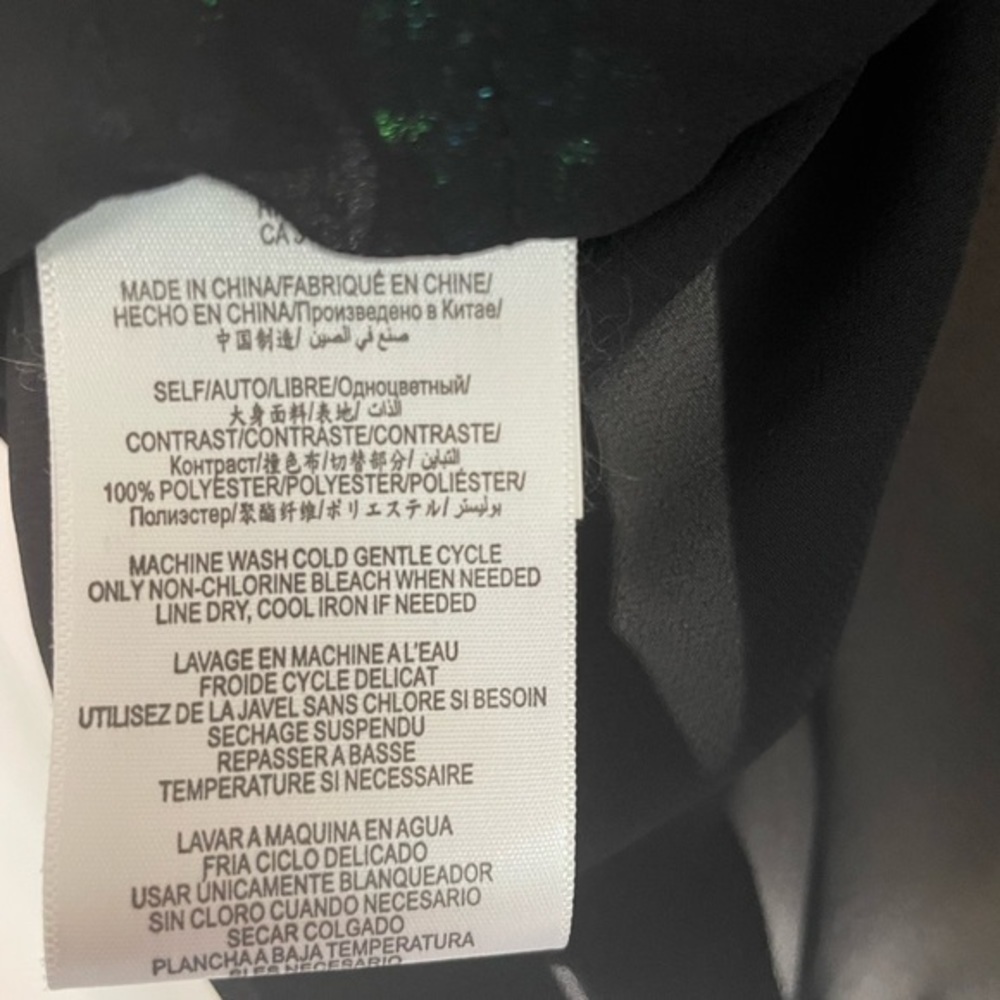 MADE IN CHINA/FABRIQUÉ EN CHINE/
HECHO EN CHINA/Произведено в Китае/
中国制造/ صنع في الصين
SELF/AUTO/LIBRE/Одноцветный/
大身面料/表地/ الذات
CONTRAST/CONTRASTE/CONTRASTE/
Контраст/撞色布/切替部分/ التباين
100% POLYESTER/POLYESTER/POLIÉSTER/
Полиэстер/聚酯纤维/ポリエステル/ بوليستر
MACHINE WASH COLD GENTLE CYCLE
ONLY NON-CHLORINE BLEACH WHEN NEEDED
LINE DRY, COOL IRON IF NEEDED
LAVAGE EN MACHINE A L'EAU
FROIDE CYCLE DELICAT
UTILISEZ DE LA JAVEL SANS CHLORE SI BESOIN
SECHAGE SUSPENDU
REPASSER A BASSE
TEMPERATURE SI NECESSAIRE
LAVAR A MAQUINA EN AGUA
FRIA CICLO DELICADO
USAR ÚNICAMENTE BLANQUEADOR
SIN CLORO CUANDO NECESARIO
SECAR COLGADO
PLANCHA A BAJA TEMPERATURA
NECESARIO